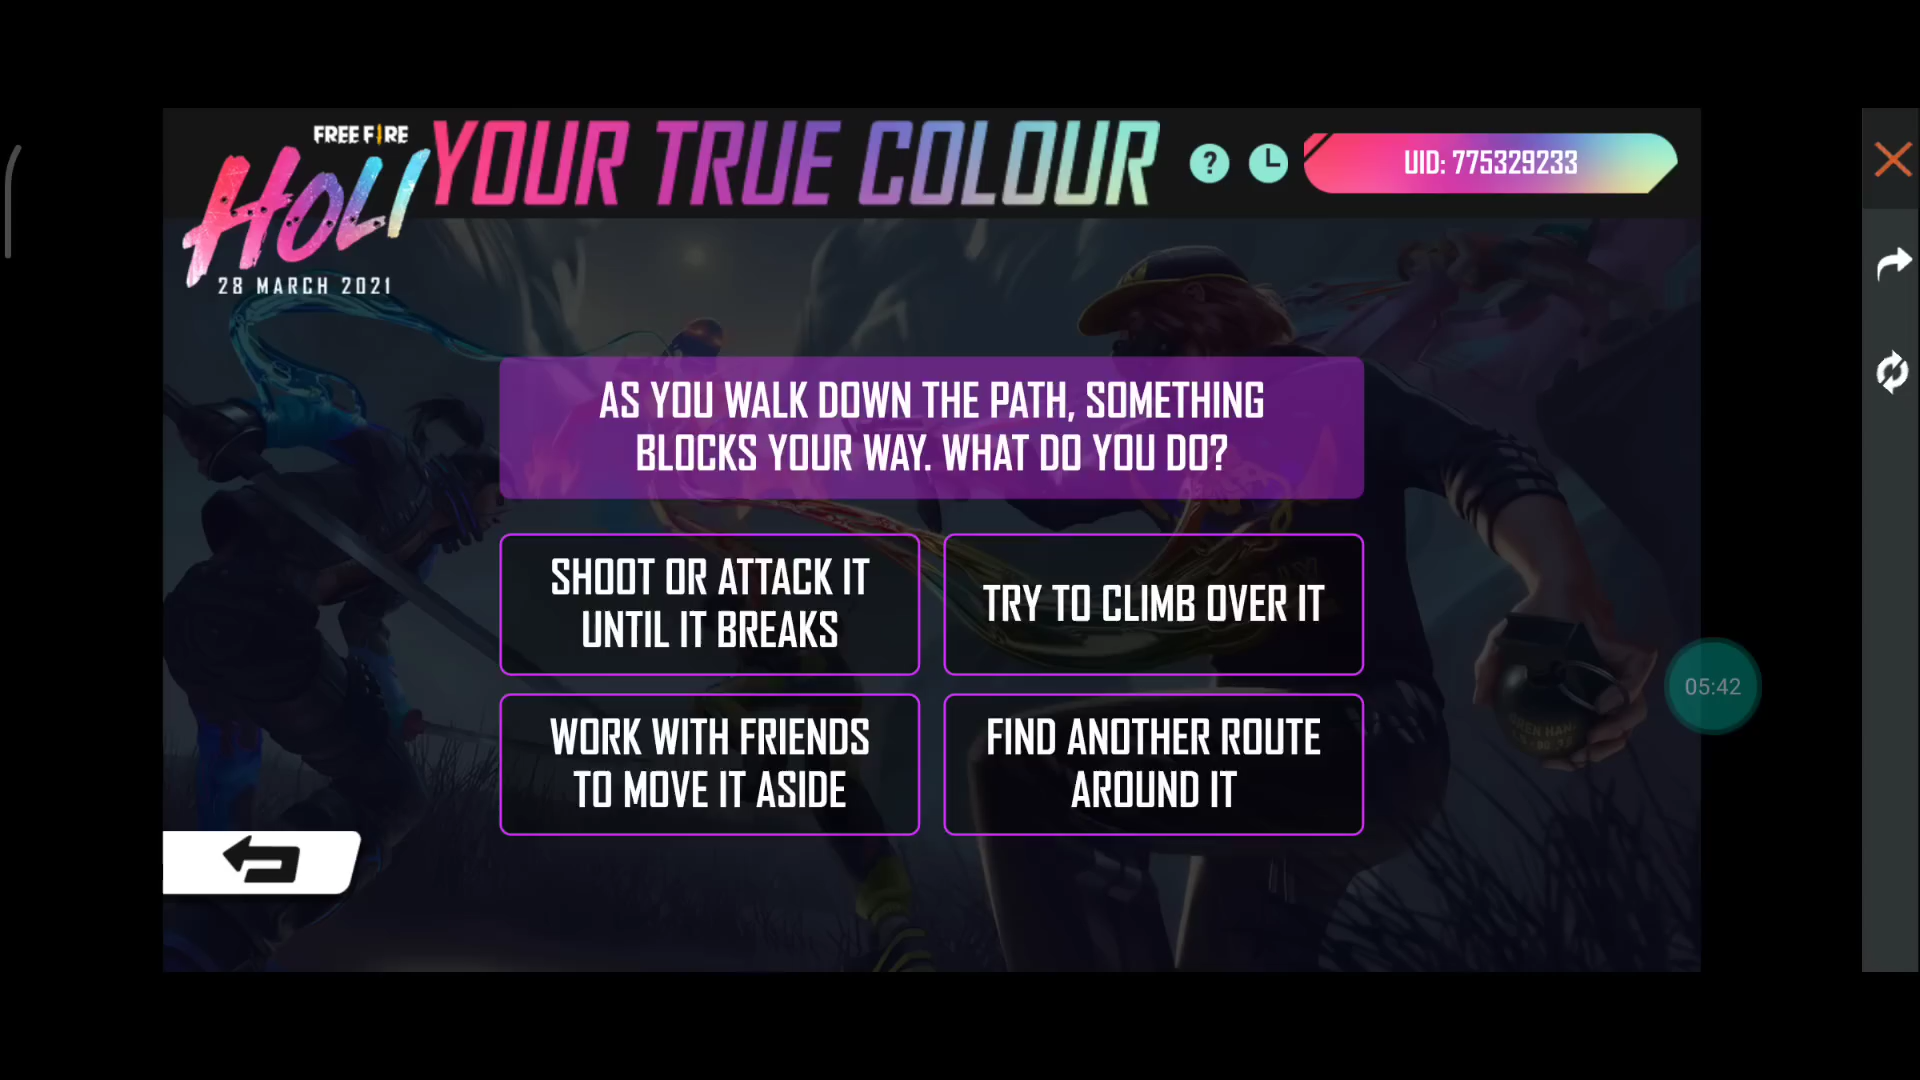 FREE FIRE
HOLI
28 MARCH 2021
YOUR TRUE COLOUR
?
UID: 775329233
AS YOU WALK DOWN THE PATH, SOMETHING
BLOCKS YOUR WAY. WHAT DO YOU DO?
SHOOT OR ATTACK IT
UNTIL IT BREAKS
TRY TO CLIMB OVER IT
WORK WITH FRIENDS
TO MOVE IT ASIDE
FIND ANOTHER ROUTE
AROUND IT
05:42